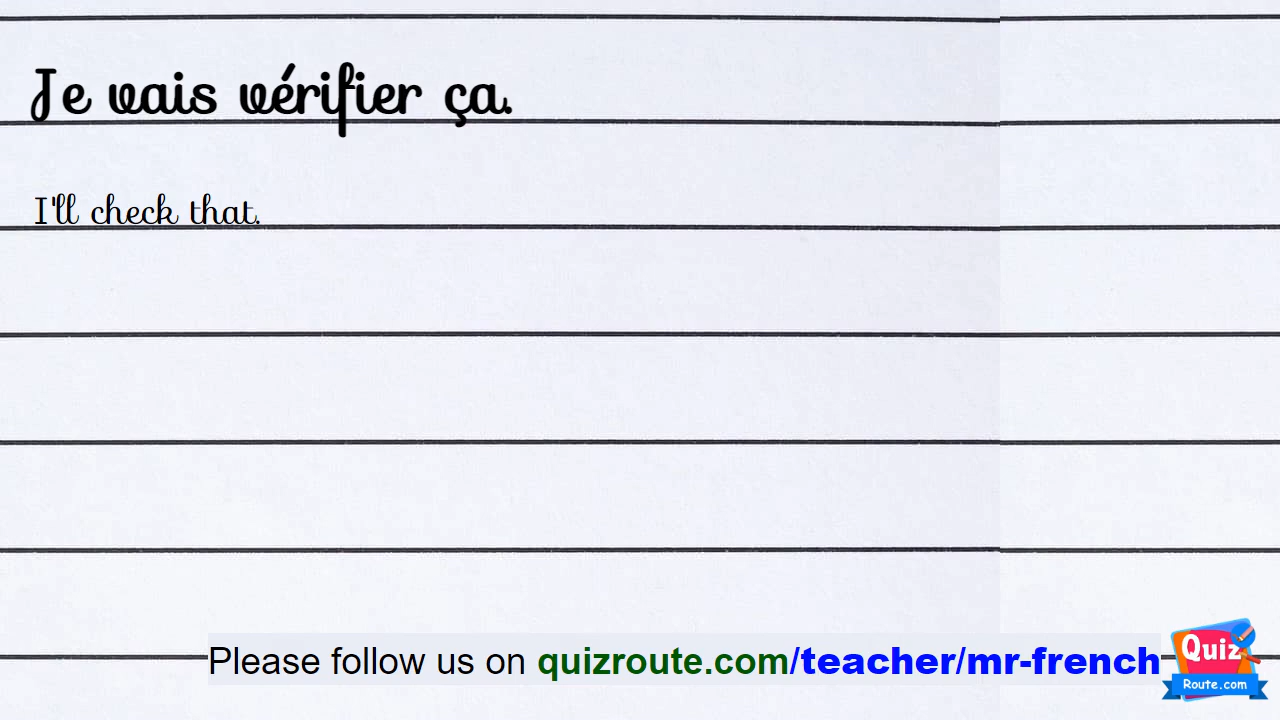 Je vais vérifier ça.
I'll check that.
Please follow us on quizroute.com/teacher/mr-french
Quiz
Route.com